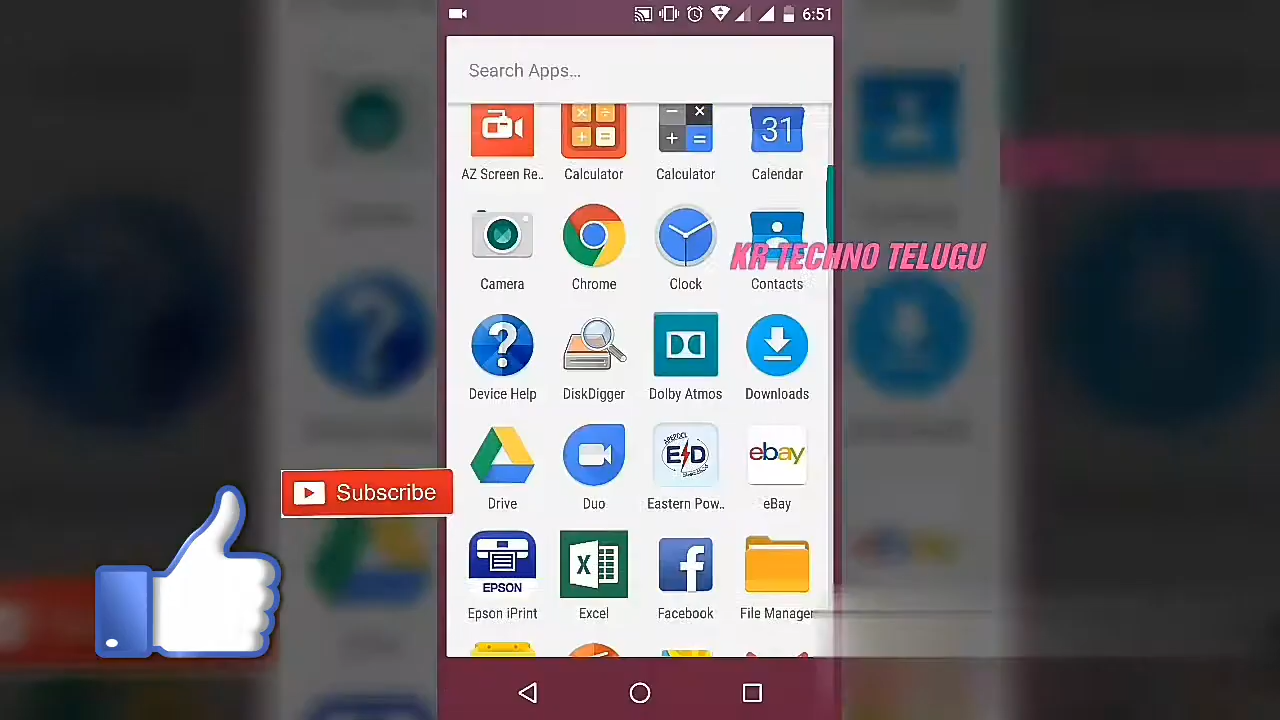 6:51
Search Apps...
31
AZ Screen Re..
Calculator
Calculator
Calendar
KR TECHNO TELUGU
Camera
Chrome
Clock
Contacts
Device Help
DiskDigger
Dolby Atmos
Downloads
ebay
Subscribe
Drive
Duo
Eastern Pow..
eBay
EPSON
Epson iPrint
Excel
Facebook
File Manager